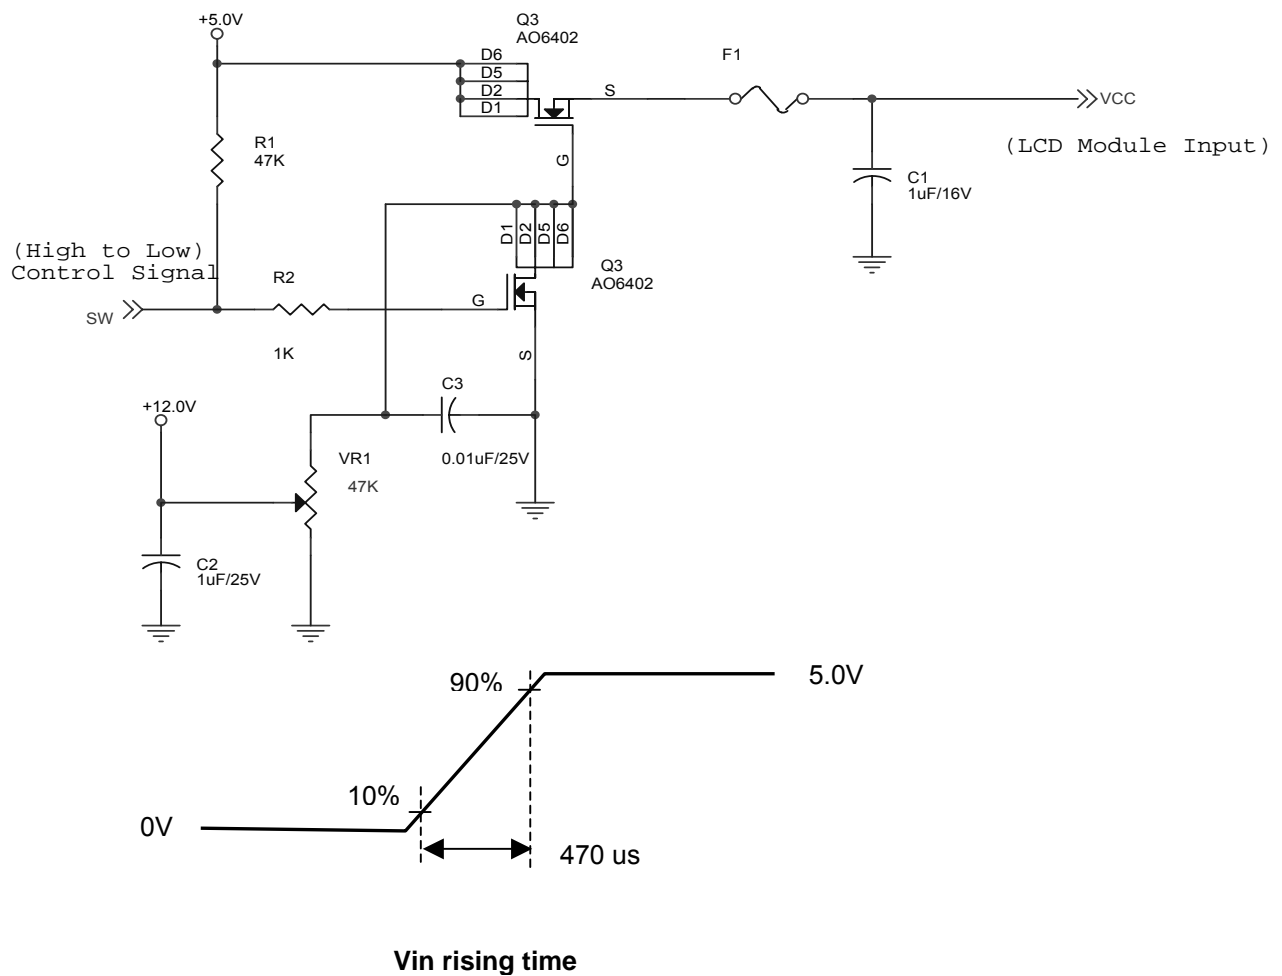 +5.0V
Q3
AO6402
D6
D5
D2
D1
S
F1
VCC
(LCD Module Input)
R1
47K
G
C1
1uF/16V
D1
D2
D5
D6
(High to Low)
Control Signal
Q3
AO6402
R2
G
SW
1K
S
C3
+12.0V
0.01uF/25V
VR1
47K
C2
1uF/25V
90%
5.0V
10%
0V
470 us
Vin rising time